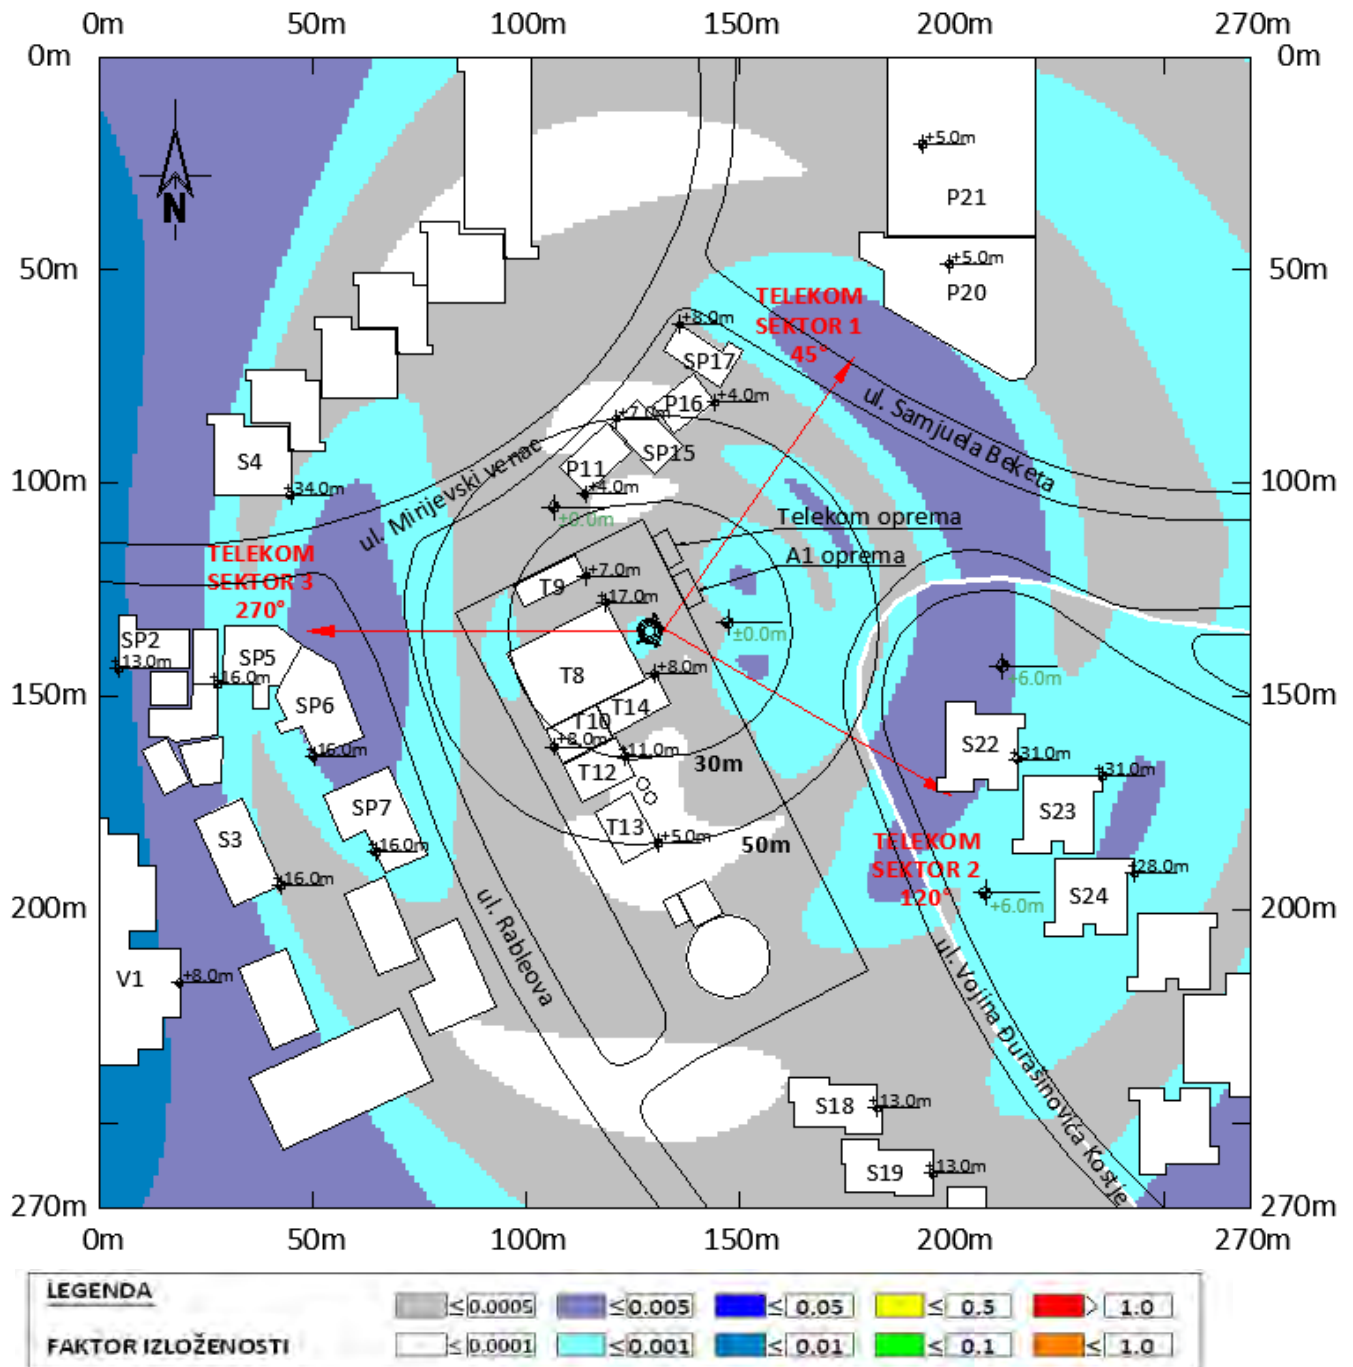 0m 50m 100m 150m 200m 270m
0m 0m
+5.0m
P21
N
50m +5.0m 50m
P20
TELEKOM
SEKTOR 1
45°
+8.0m
SP17
P16 +4.0m
+7.0m
ul. Samjuela Beketa
SP15
P11
ul. Mirijevski venac
S4
+34.0m
100m +4.0m 100m
±0.0m
Telekom oprema
A1 oprema
TELEKOM
SEKTOR 3
270°
T9 +7.0m
+17.0m
±0.0m
SP2
+13.0m
SP5
+16.0m
T8
+8.0m
+6.0m
150m 150m
SP6
T14
T10
+8.0m
+11.0m
+16.0m
S22
+31.0m
+31.0m
30m
T12
SP7
S23
T13
+5.0m
50m
S3
+16.0m
TELEKOM
SEKTOR 2
120°
+28.0m
S24
+16.0m
+6.0m
200m 200m
ul. Rableova
ul. Vojina Đurašinovića Kostje
V1 +8.0m
S18 +13.0m
S19 +13.0m
270m 270m
0m 50m 100m 150m 200m 270m
LEGENDA
≤ 0.0005 ≤ 0.005 ≤ 0.05 ≤ 0.5 > 1.0
FAKTOR IZLOŽENOSTI ≤ 0.0001 ≤ 0.001 ≤ 0.01 ≤ 0.1 ≤ 1.0